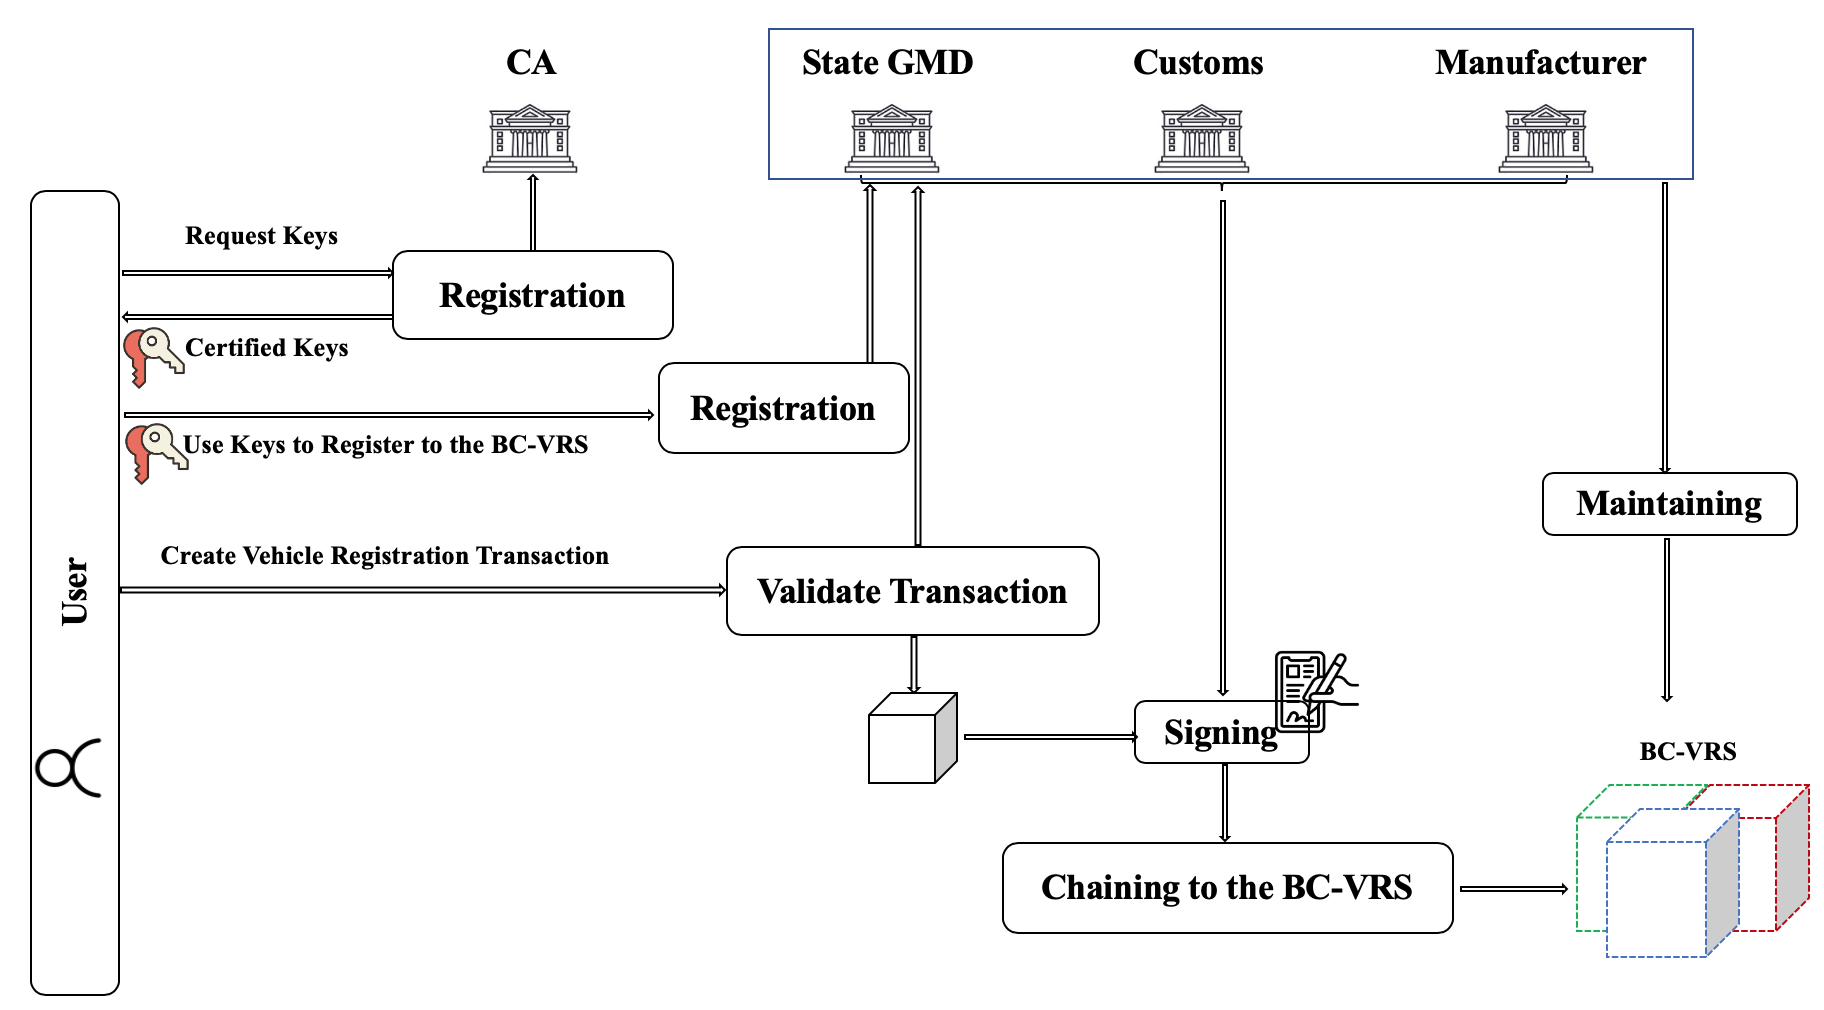 CA
State GMD
Customs
Manufacturer
Request Keys
Registration
Certified Keys
Registration
Use Keys to Register to the BC-VRS
Maintaining
Create Vehicle Registration Transaction
Validate Transaction
User
Signing
BC-VRS
Chaining to the BC-VRS